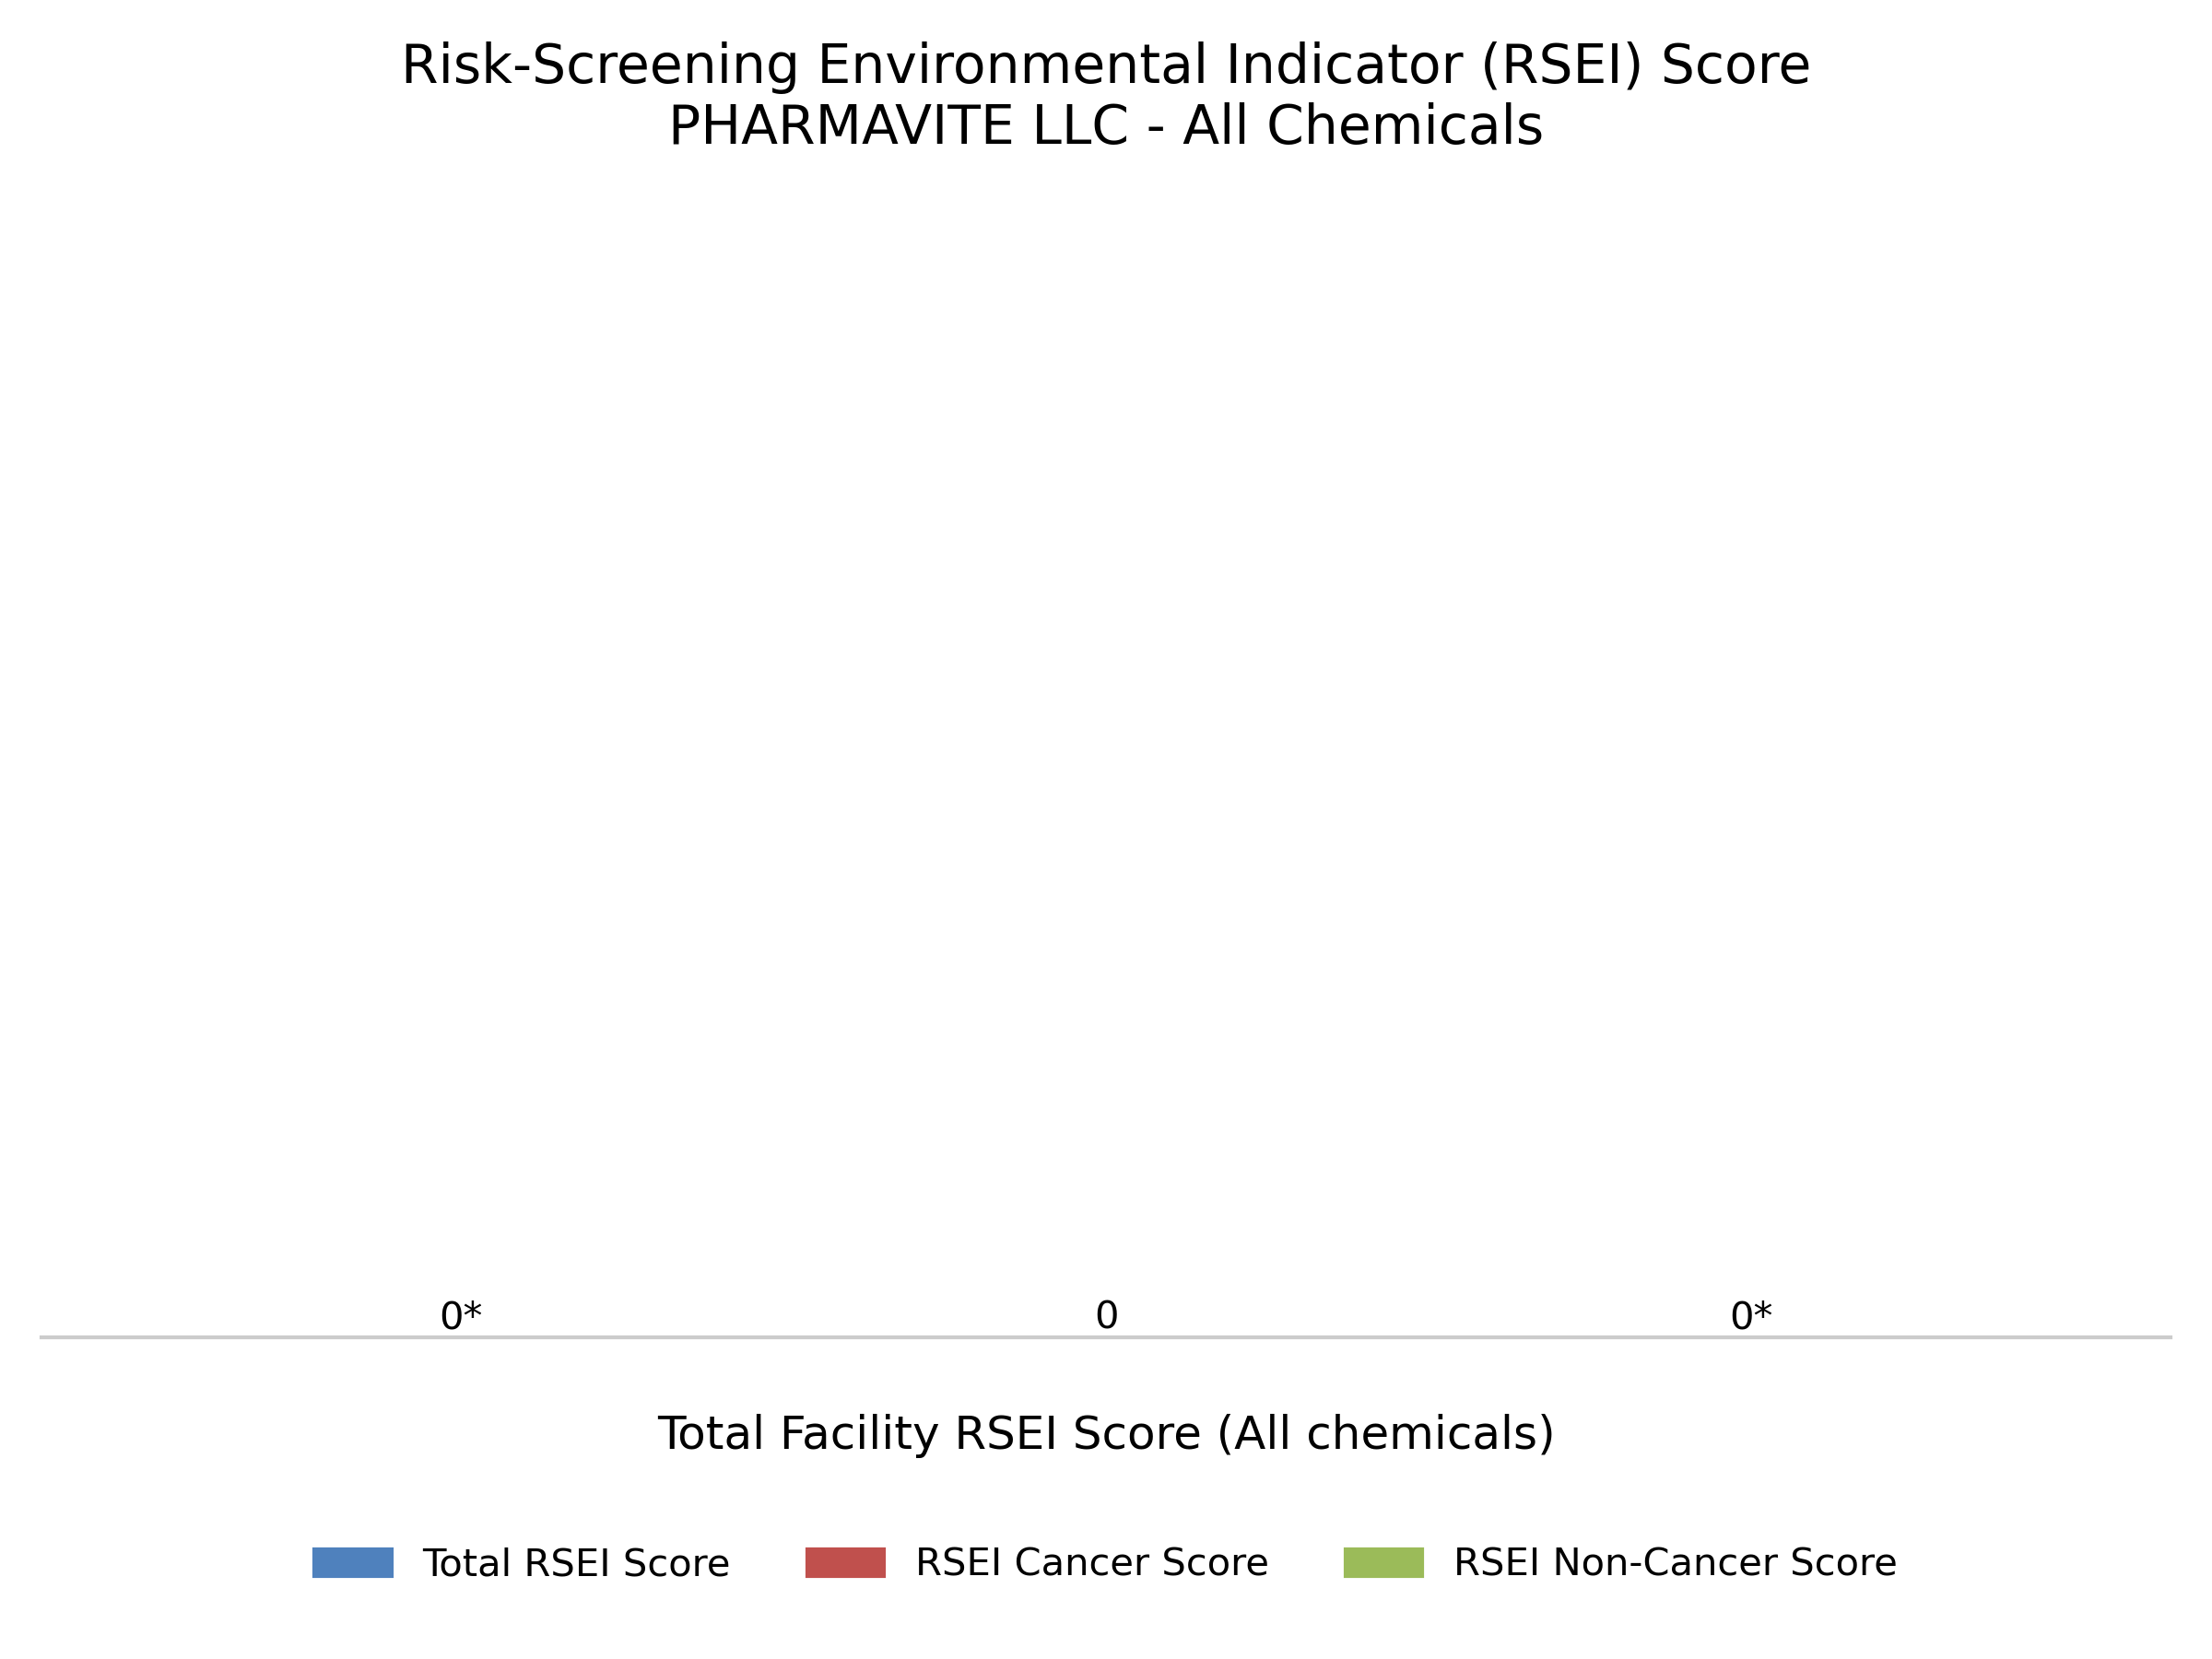 Risk-Screening Environmental Indicator (RSEI) Score
PHARMAVITE LLC - All Chemicals
0* 0 0*
Total Facility RSEI Score (All chemicals)
Total RSEI Score RSEI Cancer Score RSEI Non-Cancer Score